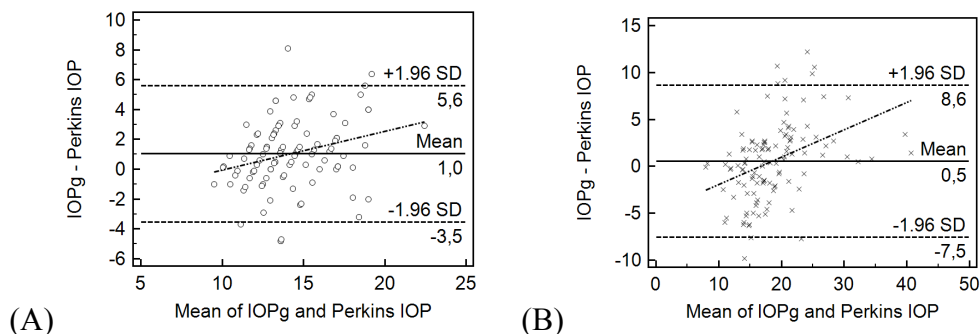 10
8
6
4
2
0
-2
-4
-6
IOPg - Perkins IOP
+1.96 SD
5,6
Mean
1,0
-1.96 SD
-3,5
5
10
15
20
25
Mean of IOPg and Perkins IOP
(A)
15
10
5
0
-5
-10
IOPg - Perkins IOP
+1.96 SD
8,6
Mean
0,5
-1.96 SD
-7,5
0
10
20
30
40
50
Mean of IOPg and Perkins IOP
(B)